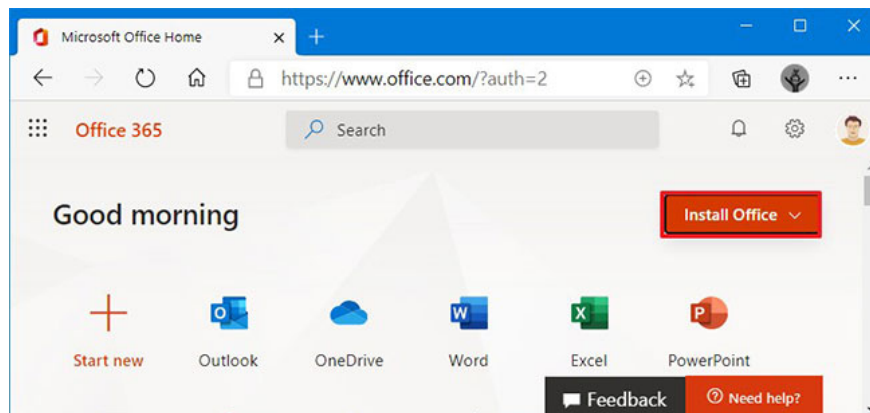 Microsoft Office Home
https://www.office.com/?auth=2
Office 365
Search
Good morning
Install Office
Start new
Outlook
OneDrive
Word
Excel
PowerPoint
Feedback
Need help?